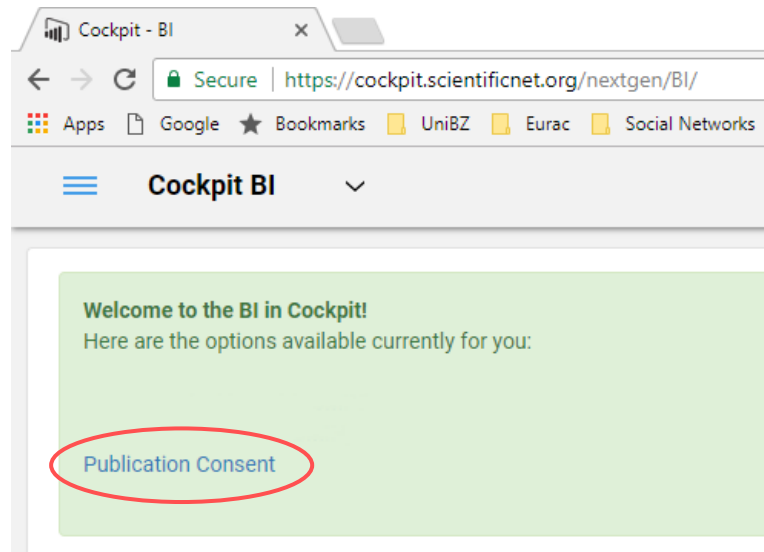 Cockpit - BI
Secure | https://cockpit.scientificnet.org/nextgen/BI/
Apps Google Bookmarks UniBZ Eurac Social Networks
Cockpit BI
Welcome to the BI in Cockpit!
Here are the options available currently for you:
Publication Consent